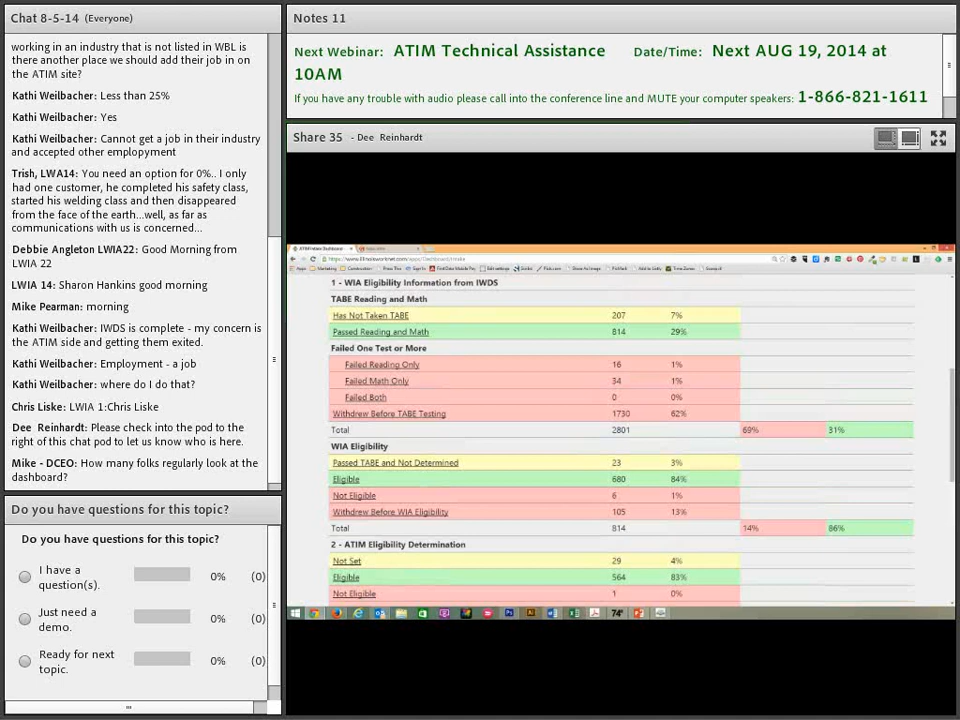 Chat 8-5-14 (Everyone)
working in an industry that is not listed in WBL is
there another place we should add their job in on
the ATIM site?
Kathi Weilbacher: Less than 25%
Kathi Weilbacher: Yes
Kathi Weilbacher: Cannot get a job in their industry
and accepted other emplopyment
Trish, LWA14: You need an option for 0%.. I only
had one customer, he completed his safety class,
started his welding class and then disappeared
from the face of the earth...well, as far as
communications with us is concerned...
Debbie Angleton LWIA22: Good Morning from
LWIA 22
LWIA 14: Sharon Hankins good morning
Mike Pearman: morning
Kathi Weilbacher: IWDS is complete - my concern is
the ATIM side and getting them exited.
Kathi Weilbacher: Employment - a job
Kathi Weilbacher: where do I do that?
Chris Liske: LWIA 1:Chris Liske
Dee Reinhardt: Please check into the pod to the
right of this chat pod to let us know who is here.
Mike - DCEO: How many folks regularly look at the
dashboard?
Do you have questions for this topic?
Do you have questions for this topic?
I have a
question(s).
0% (0)
Just need a
demo.
0% (0)
Ready for next
topic.
0% (0)
Notes 11
Next Webinar: ATIM Technical Assistance Date/Time: Next AUG 19, 2014 at
10AM
If you have any trouble with audio please call into the conference line and MUTE your computer speakers: 1-866-821-1611
Share 35 - Dee Reinhardt
1 - WIA Eligibility Information from IWDS
TABE Reading and Math
Has Not Taken TABE 207 7%
Passed Reading and Math 814 29%
Failed One Test or More
Failed Reading Only 16 1%
Failed Math Only 34 1%
Failed Both 0 0%
Withdrew Before TABE Testing 1730 62%
Total 2801 69% 31%
WIA Eligibility
Passed TABE and Not Determined 23 3%
Eligible 680 84%
Not Eligible 6 1%
Withdrew Before WIA Eligibility 105 13%
Total 814 14% 86%
2 - ATIM Eligibility Determination
Not Set 29 4%
Eligible 564 83%
Not Eligible 1 0%
74°